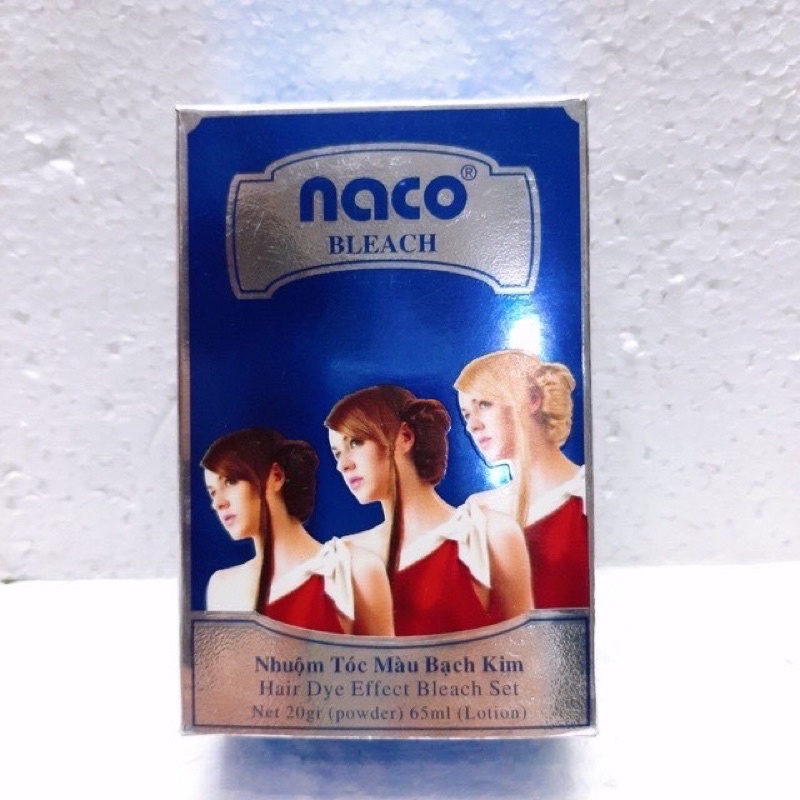 naco®
BLEACH
Nhuộm Tóc Màu Bạch Kim
Hair Dye Effect Bleach Set
Net 20gr (powder) 65ml (Lotion)